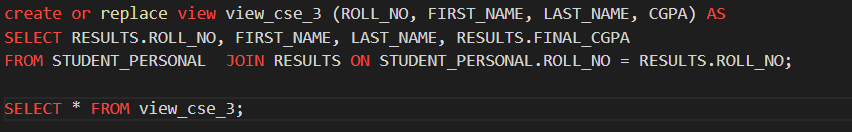 create or replace view view_cse_3 (ROLL_NO, FIRST_NAME, LAST_NAME, CGPA) AS
SELECT RESULTS.ROLL_NO, FIRST_NAME, LAST_NAME, RESULTS.FINAL_CGPA
FROM STUDENT_PERSONAL  JOIN RESULTS ON STUDENT_PERSONAL.ROLL_NO = RESULTS.ROLL_NO;
SELECT * FROM view_cse_3;